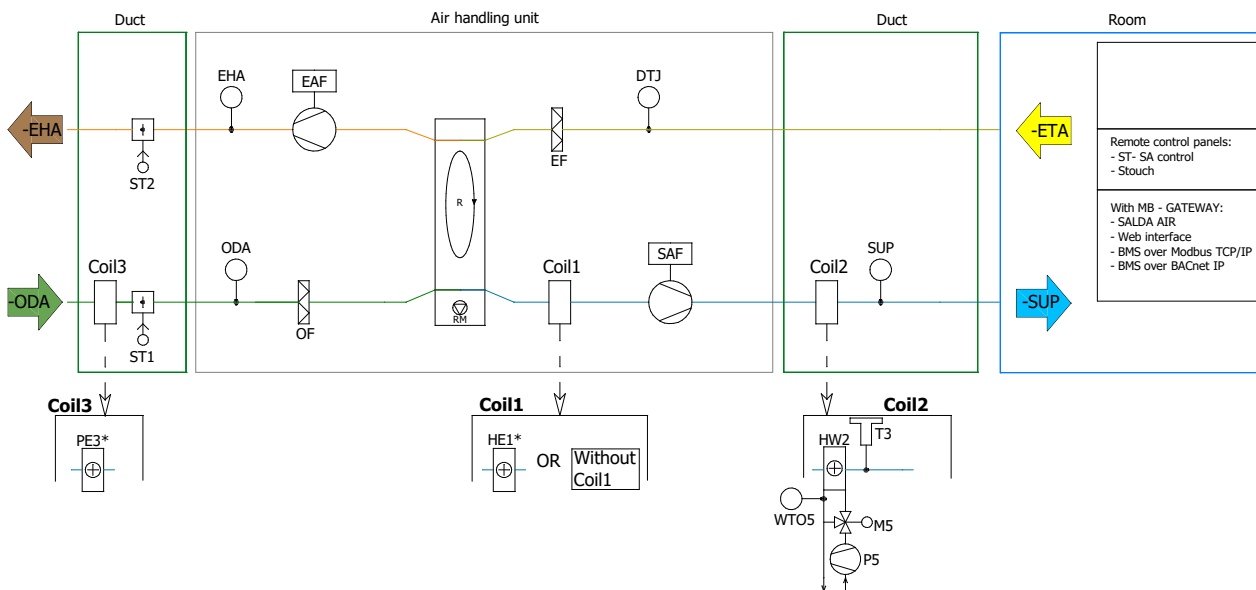 Duct
Air handling unit
Duct
Room
EHA
EAF
DTJ
-EHA
-ETA
EF
ST2
R
Remote control panels:
- ST- SA control
- Stouch
With MB - GATEWAY:
- SALDA AIR
- Web interface
- BMS over Modbus TCP/IP
- BMS over BACnet IP
Coil3
ODA
Coil1
SAF
Coil2
SUP
-ODA
-SUP
RM
ST1
OF
Coil3
Coil1
Coil2
PE3*
HE1*
OR
Without
Coil1
HW2
T3
WTO5
M5
P5